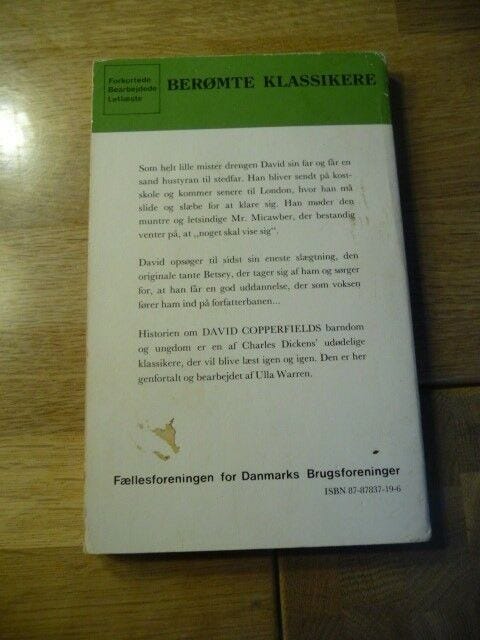 Forkortede
Bearbejdede
Letlæste
BERØMTE KLASSIKERE
Som helt lille mister drengen David sin far og får en
sand hustyran til stedfar. Han bliver sendt på kost-
skole og kommer senere til London, hvor han må
slide og slæbe for at klare sig. Han møder den
muntre og letsindige Mr. Micawber, der bestandig
venter på, at „noget skal vise sig“.
David opsøger til sidst sin eneste slægtning, den
originale tante Betsey, der tager sig af ham og sørger
for, at han får en god uddannelse, der som voksen
fører ham ind på forfatterbanen...
Historien om DAVID COPPERFIELDS barndom
og ungdom er en af Charles Dickens' udødelige
klassikere, der vil blive læst igen og igen. Den er her
genfortalt og bearbejdet af Ulla Warren.
Fællesforeningen for Danmarks Brugsforeninger
ISBN 87-87837-19-6